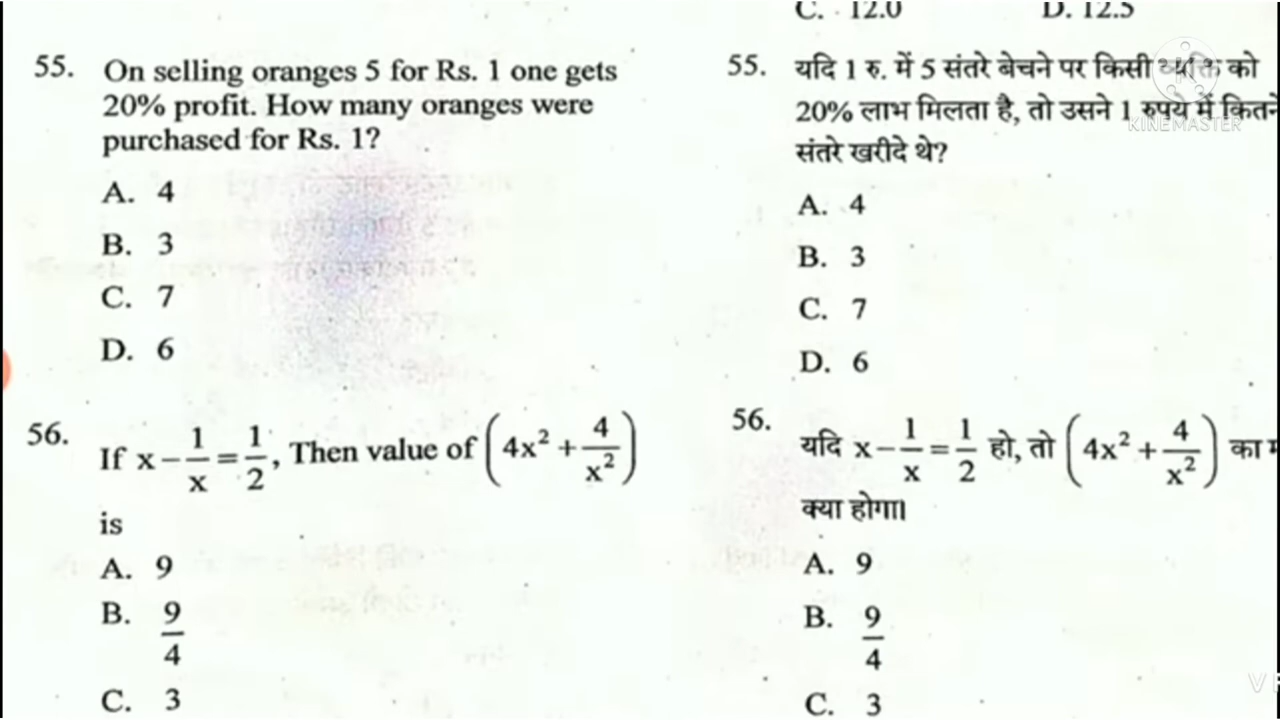 C. 12.0 D. 12.5
55. On selling oranges 5 for Rs. 1 one gets
20% profit. How many oranges were
purchased for Rs. 1?
A. 4
B. 3
C. 7
D. 6
56. If x − 1/x = 1/2, Then value of (4x² + 4/x²)
is
A. 9
B. 9/4
C. 3
55. यदि 1 रु. में 5 संतरे बेचने पर किसी व्यक्ति को
20% लाभ मिलता है, तो उसने 1 रुपये में कितने
संतरे खरीदे थे?
A. 4
B. 3
C. 7
D. 6
56. यदि x − 1/x = 1/2 हो, तो (4x² + 4/x²) का
क्या होगा।
A. 9
B. 9/4
C. 3
KINEMASTER